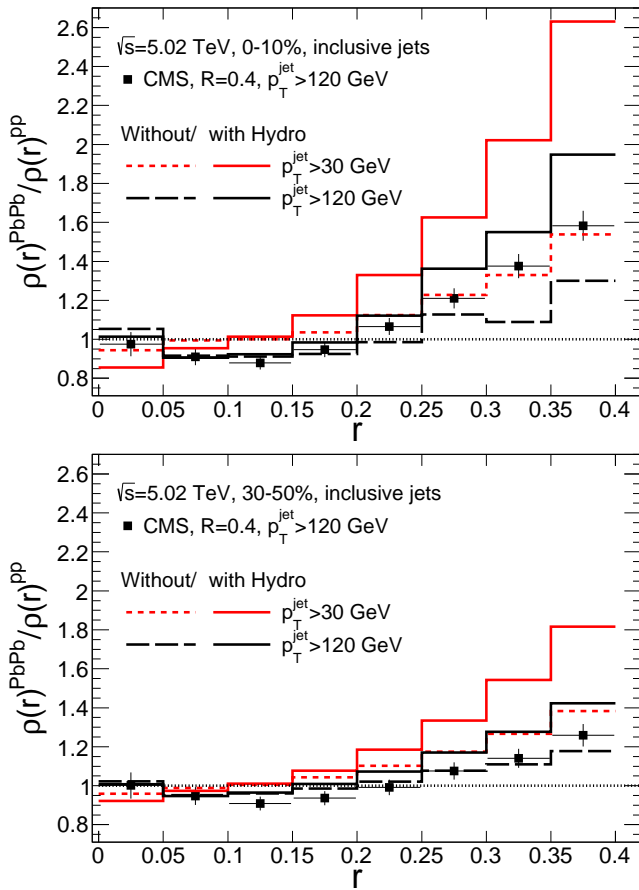 √s=5.02 TeV, 0-10%, inclusive jets
CMS, R=0.4, p_T^jet>120 GeV
Without/ with Hydro
p_T^jet>30 GeV
p_T^jet>120 GeV
ρ(r)^PbPb/ρ(r)^pp
2.6
2.4
2.2
2
1.8
1.6
1.4
1.2
1
0.8
0 0.05 0.1 0.15 0.2 0.25 0.3 0.35 0.4
r
√s=5.02 TeV, 30-50%, inclusive jets
CMS, R=0.4, p_T^jet>120 GeV
Without/ with Hydro
p_T^jet>30 GeV
p_T^jet>120 GeV
ρ(r)^PbPb/ρ(r)^pp
2.6
2.4
2.2
2
1.8
1.6
1.4
1.2
1
0.8
0 0.05 0.1 0.15 0.2 0.25 0.3 0.35 0.4
r